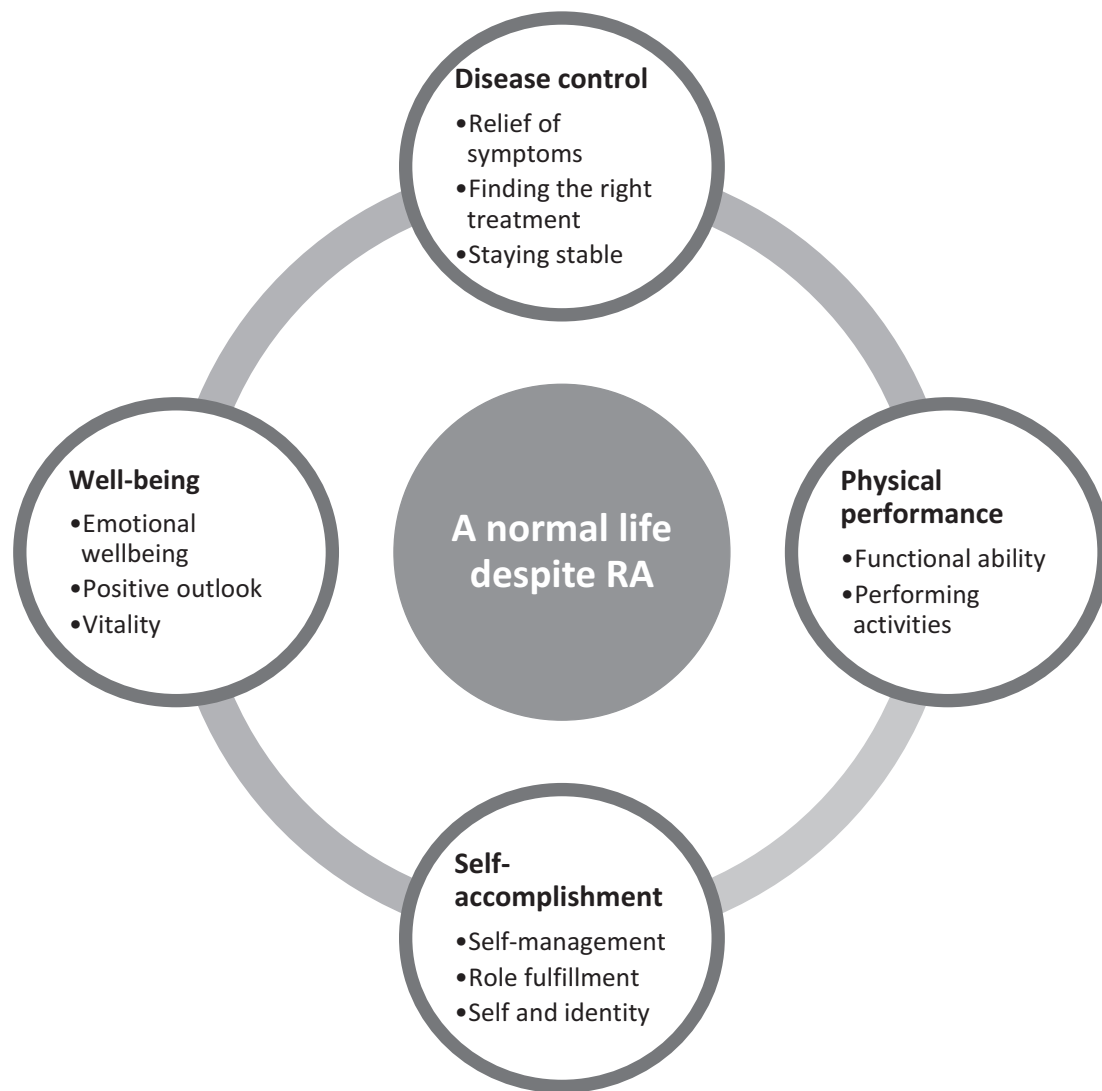 Disease control
•Relief of
symptoms
•Finding the right
treatment
•Staying stable
Well-being
•Emotional
wellbeing
•Positive outlook
•Vitality
A normal life
despite RA
Physical
performance
•Functional ability
•Performing
activities
Self-
accomplishment
•Self-management
•Role fulfillment
•Self and identity